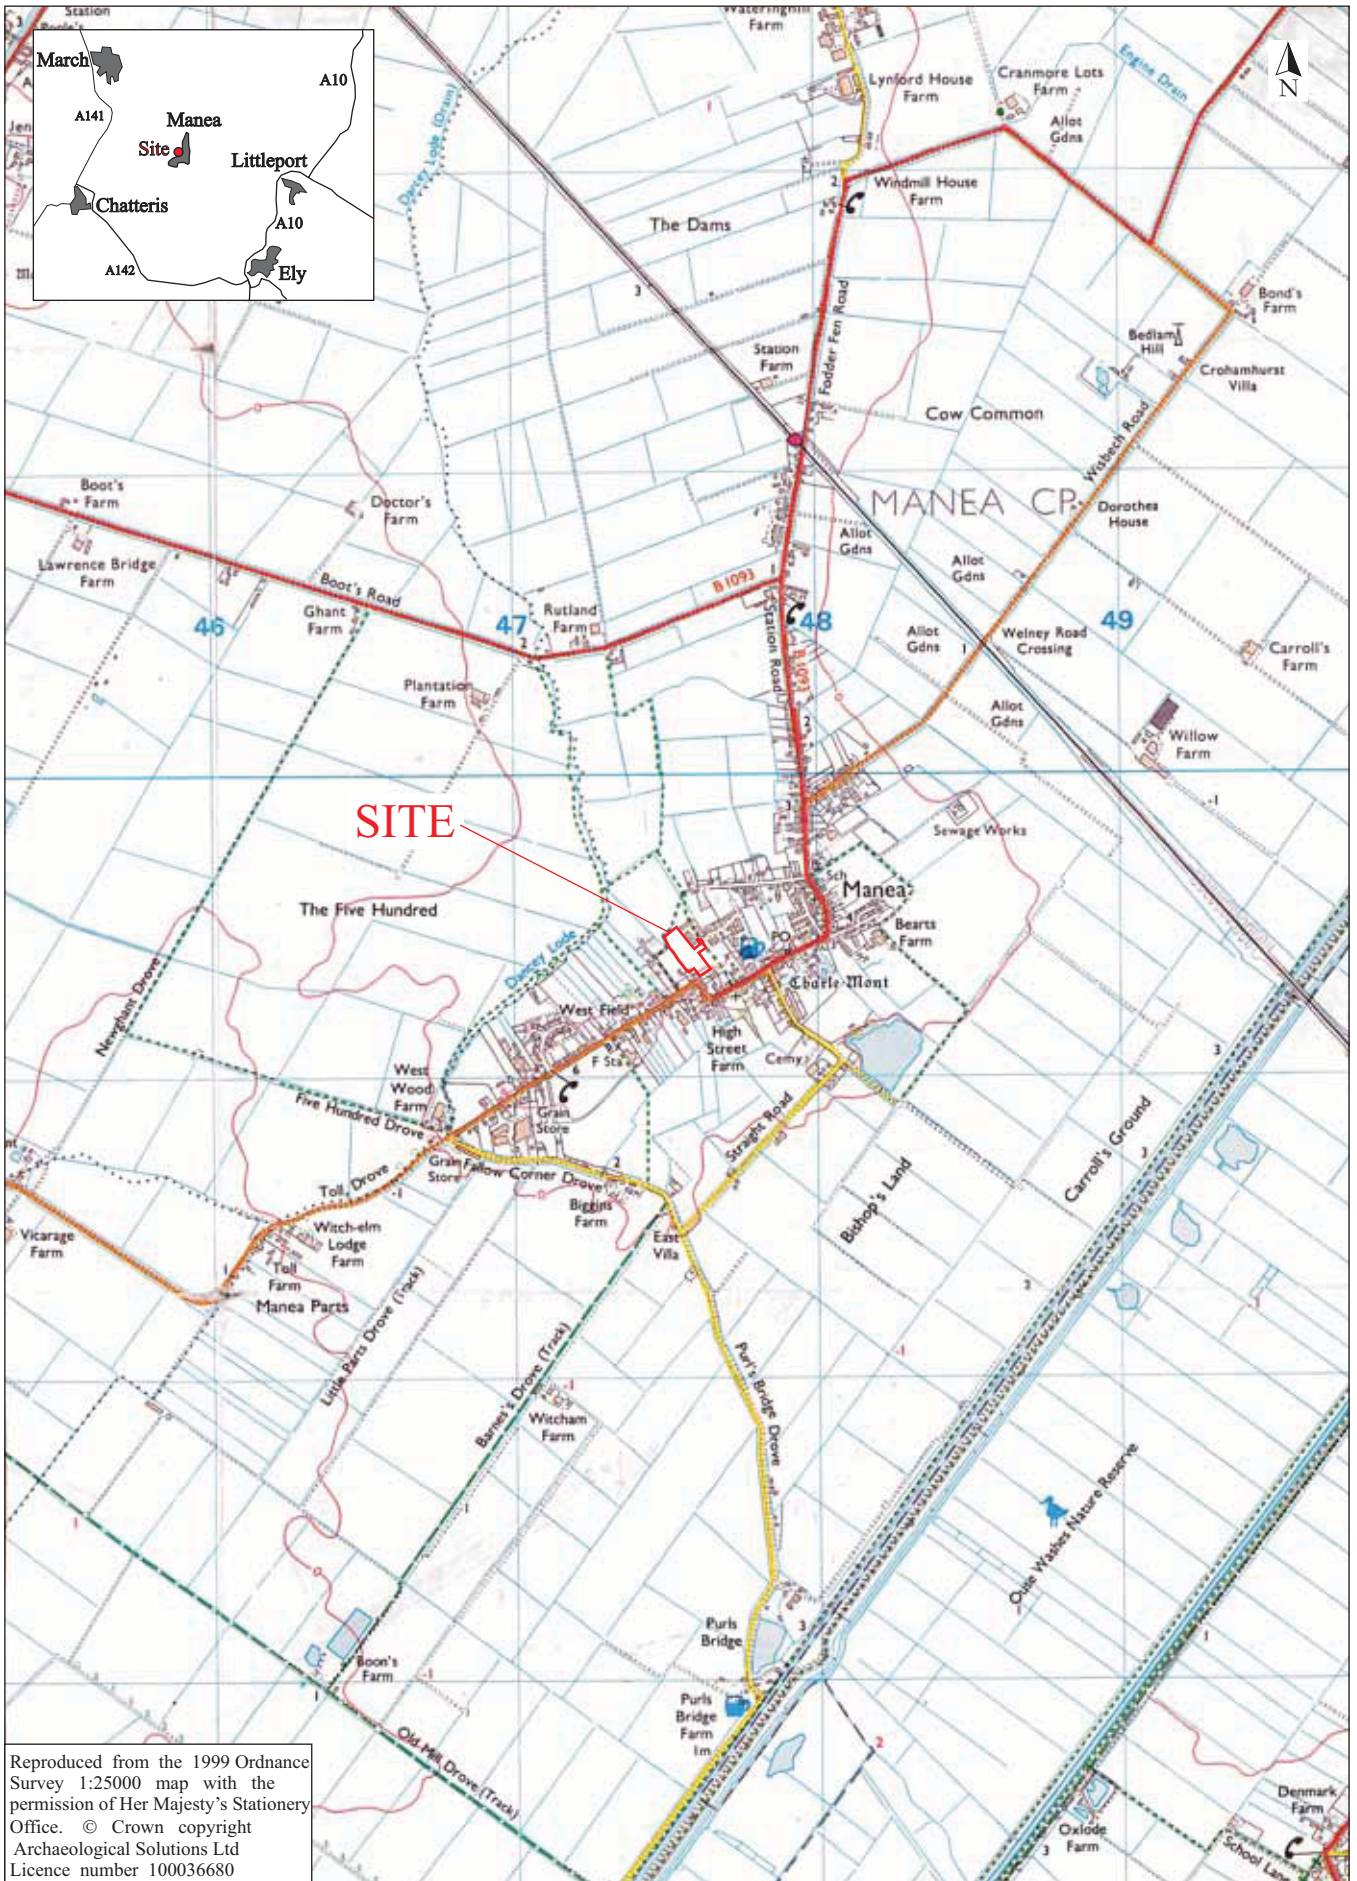 Station
March
A141
A10
Manea
Site
Littleport
Chatteris
A10
A142
Ely
Wateringhill
Farm
Lynford House
Farm
Cranmore Lots
Farm
Engine Drain
N
Allot
Gdns
Darcey Lode (Drain)
Windmill House
Farm
2
The Dams
3
Bond's
Farm
Bedlam
Hill
Crohamhurst
Villa
Station
Farm
Fodder Fen Road
Cow Common
Wisbech Road
Boot's
Farm
Doctor's
Farm
MANEA CP
Dorothea
House
Allot
Gdns
Allot
Gdns
Lawrence Bridge
Farm
Boot's Road
B 1093
Ghant
Farm
Rutland
Farm
46
47
48
49
Station Road
B 1093
Allot
Gdns
Welney Road
Crossing
Carroll's
Farm
Plantation
Farm
Allot
Gdns
Willow
Farm
SITE
Sewage Works
Sch
Manea
The Five Hundred
PO
Bearts
Farm
Darcey Lode
Charle-Mont
Newghant Drove
West Field
High
Street
Farm
F Sta
Cemy
West
Wood
Farm
Five Hundred Drove
Grain
Store
Straight Road
Carroll's Ground
Bishop's Land
Grain
Store
Fallow Corner Drove
Toll Drove
Biggins
Farm
East
Villa
Vicarage
Farm
Witch-elm
Lodge
Farm
Toll
Farm
Manea Parts
Little Parts Drove (Track)
Barnes's Drove (Track)
Purl's Bridge Drove
Witcham
Farm
Ouse Washes Nature Reserve
Purls
Bridge
Boon's
Farm
Purls
Bridge
Farm
Old Mill Drove (Track)
Denmark
Farm
Oxlode
Farm
School Lane
Reproduced from the 1999 Ordnance
Survey 1:25000 map with the
permission of Her Majesty's Stationery
Office. © Crown copyright
Archaeological Solutions Ltd
Licence number 100036680